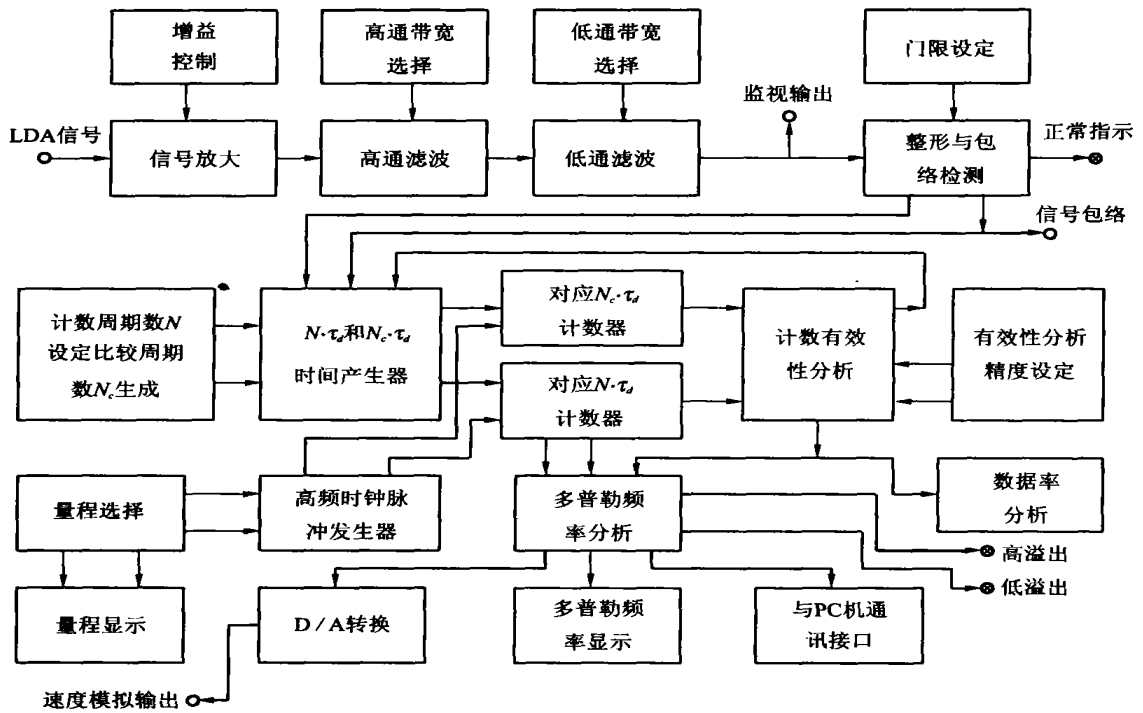 增益
控制
高通带宽
选择
低通带宽
选择
门限设定
监视输出
LDA信号
信号放大
高通滤波
低通滤波
整形与包
络检测
正常指示
信号包络
计数周期数N
设定比较周期
数N_c生成
N·τ_d和N_c·τ_d
时间产生器
对应N_c·τ_d
计数器
对应N·τ_d
计数器
计数有效
性分析
有效性分析
精度设定
量程选择
高频时钟脉
冲发生器
多普勒频
率分析
数据率
分析
高溢出
低溢出
量程显示
D/A转换
多普勒频
率显示
与PC机通
讯接口
速度模拟输出